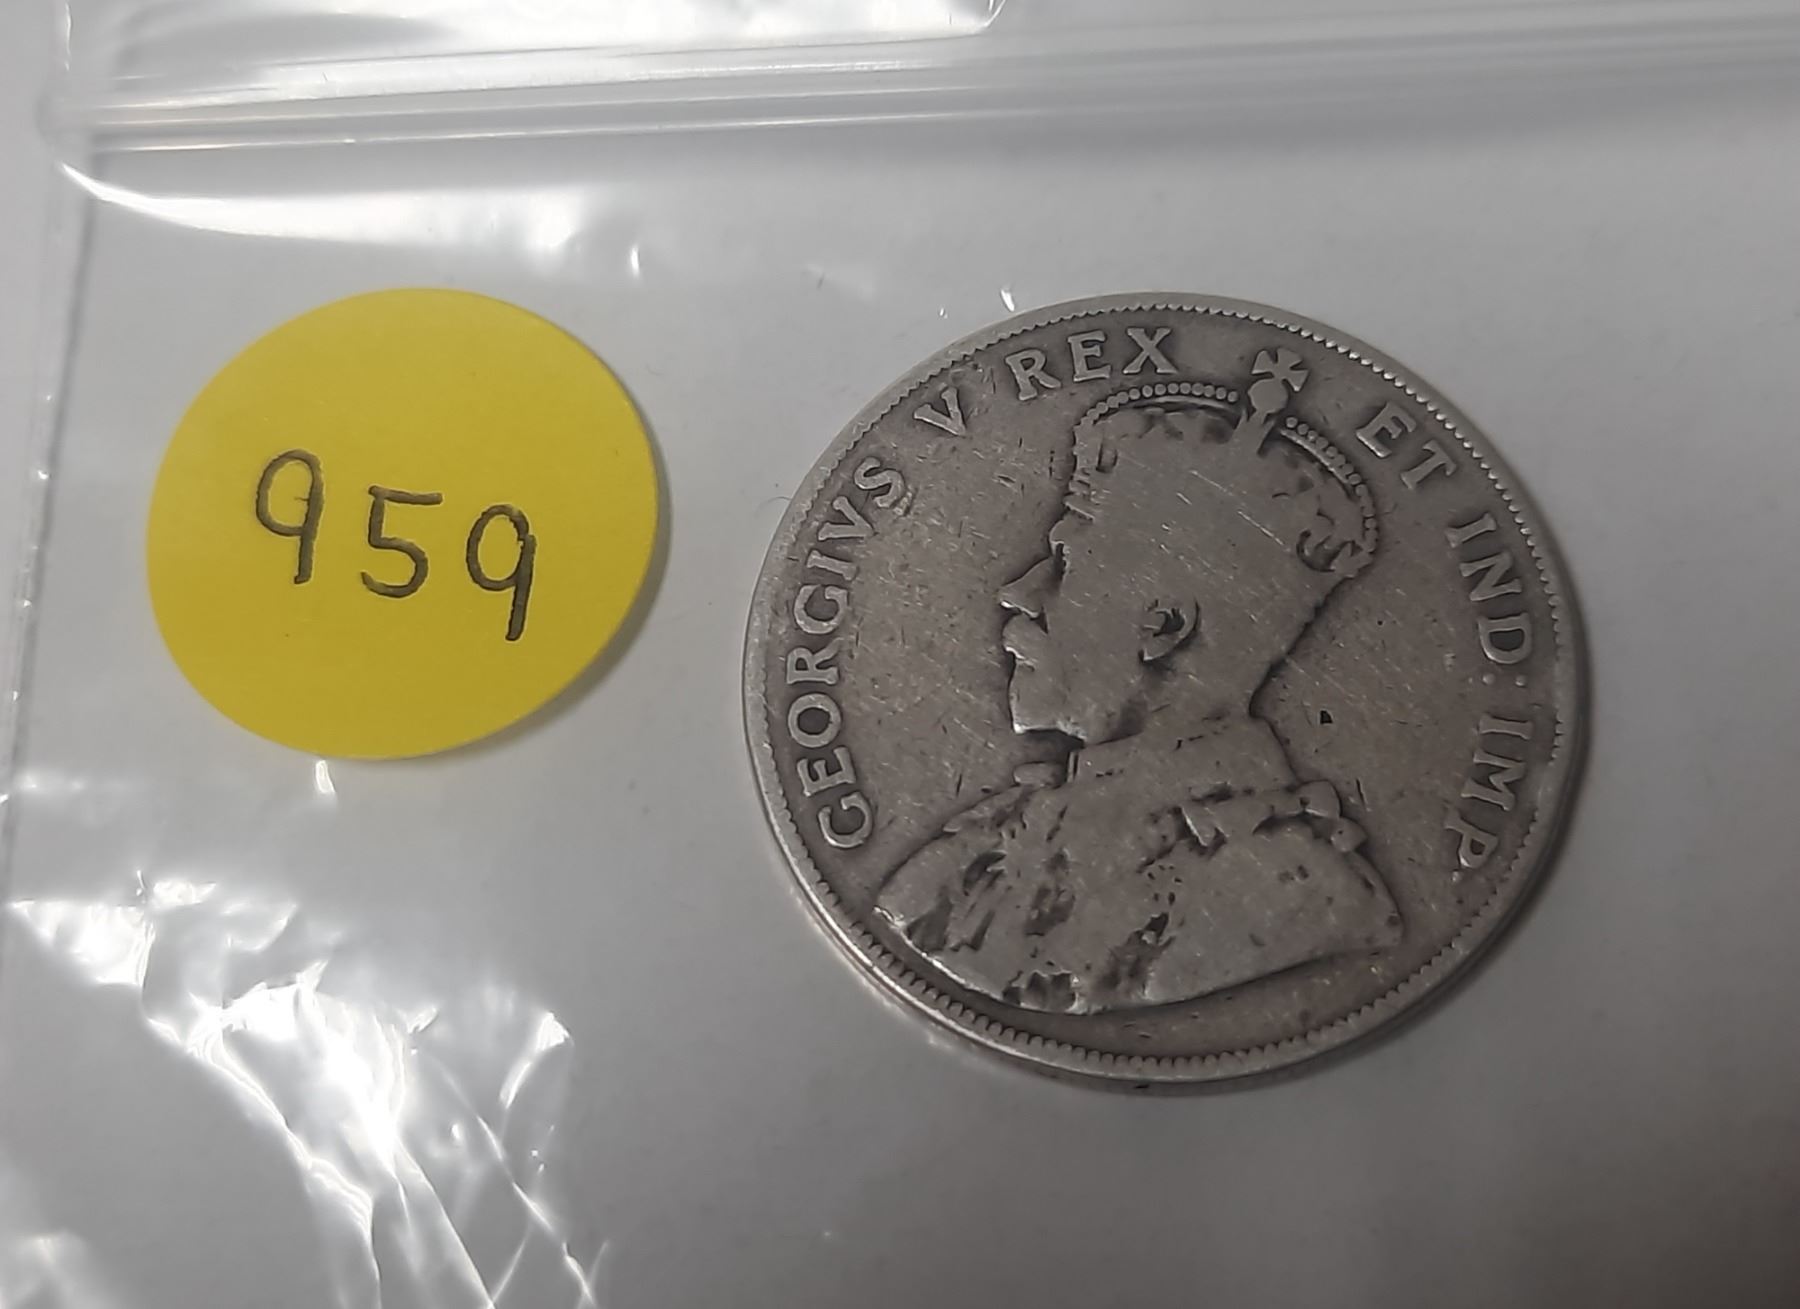 959
GEORGIVS V REX ET IND: IMP.